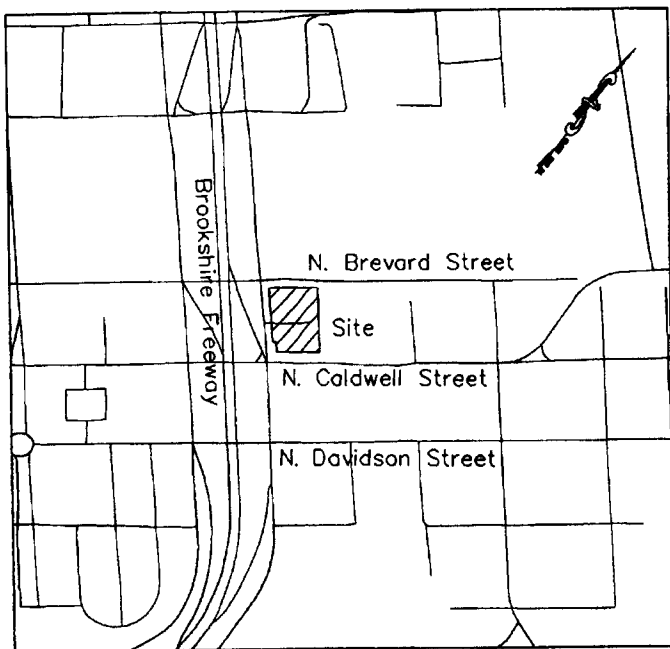 N. Brevard Street
Brookshire Freeway
Site
N. Caldwell Street
N. Davidson Street